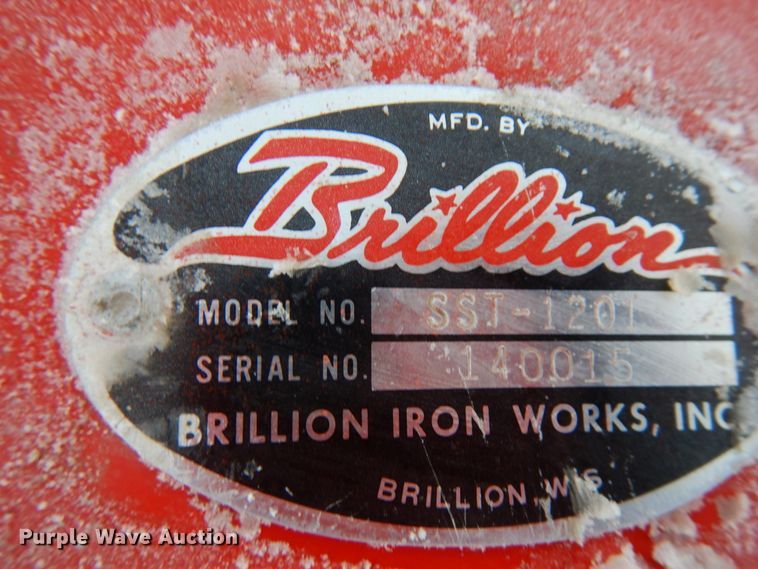 MFD. BY
Brillion
MODEL NO. SST-1201
SERIAL NO. 140015
BRILLION IRON WORKS, INC
BRILLION, WIS
Purple Wave Auction